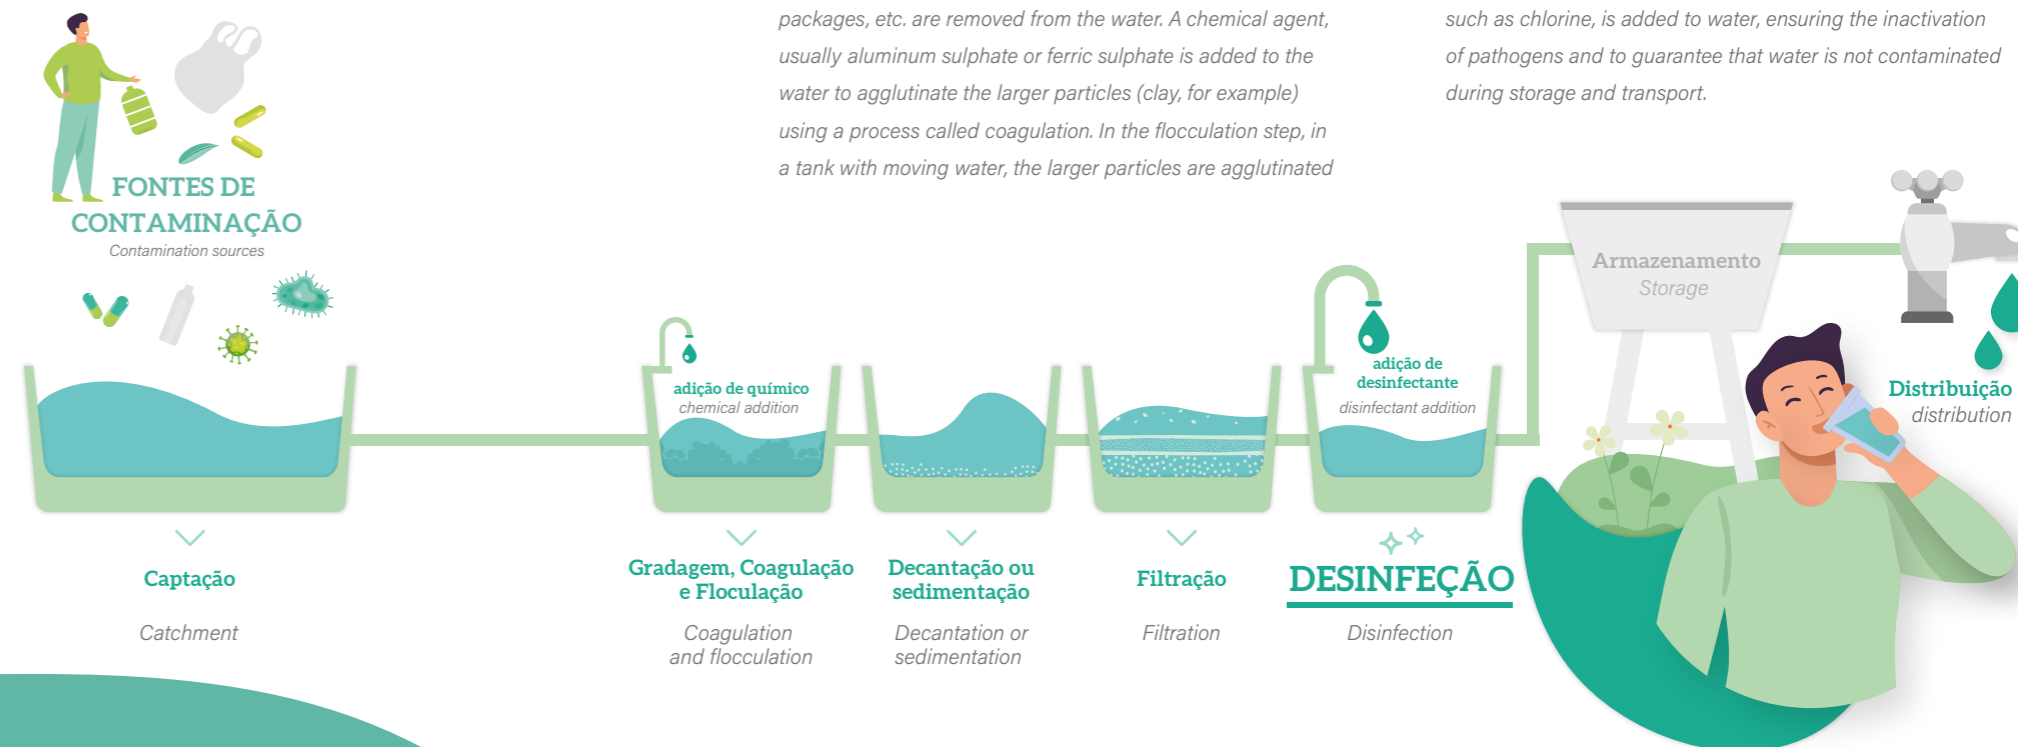 packages, etc. are removed from the water. A chemical agent,
usually aluminum sulphate or ferric sulphate is added to the
water to agglutinate the larger particles (clay, for example)
using a process called coagulation. In the flocculation step, in
a tank with moving water, the larger particles are agglutinated
such as chlorine, is added to water, ensuring the inactivation
of pathogens and to guarantee that water is not contaminated
during storage and transport.
FONTES DE
CONTAMINAÇÃO
Contamination sources
adição de químico
chemical addition
adição de
desinfectante
disinfectant addition
Armazenamento
Storage
Distribuição
distribution
Captação
Catchment
Gradagem, Coagulação
e Floculação
Coagulation
and flocculation
Decantação ou
sedimentação
Decantation or
sedimentation
Filtração
Filtration
DESINFEÇÃO
Disinfection